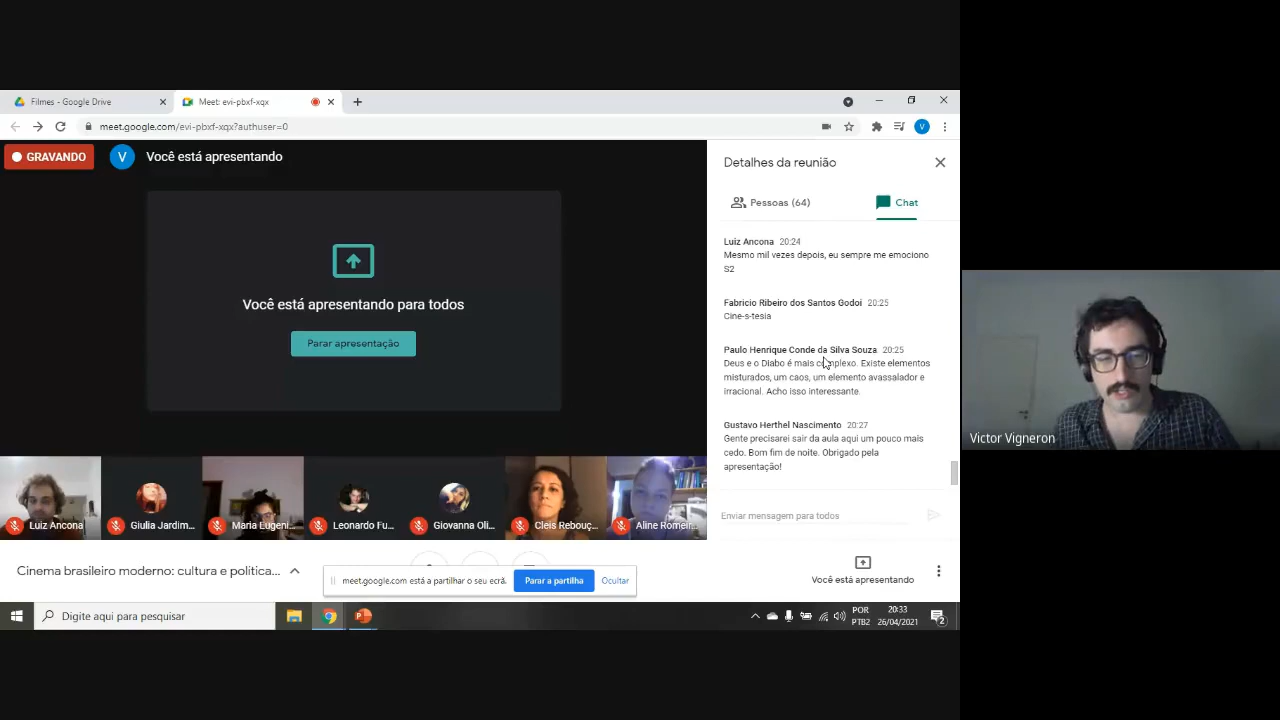 Filmes - Google Drive
Meet: evi-pbxf-xqx
meet.google.com/evi-pbxf-xqx?authuser=0
V
GRAVANDO
V
Você está apresentando
Detalhes da reunião
Pessoas (64)
Chat
Luiz Ancona 20:24
Mesmo mil vezes depois, eu sempre me emociono
S2
Fabricio Ribeiro dos Santos Godoi 20:25
Cine-s-tesia
Paulo Henrique Conde da Silva Souza 20:25
Deus e o Diabo é mais complexo. Existe elementos
misturados, um caos, um elemento avassalador e
irracional. Acho isso interessante.
Gustavo Herthel Nascimento 20:27
Gente precisarei sair da aula aqui um pouco mais
cedo. Bom fim de noite. Obrigado pela
apresentação!
Enviar mensagem para todos
Você está apresentando para todos
Parar apresentação
Luiz Ancona
Giulia Jardim...
Maria Eugeni...
Leonardo Fu...
Giovanna Oli...
Cleis Rebouç...
Aline Romeir...
Victor Vigneron
Cinema brasileiro moderno: cultura e política...
meet.google.com está a partilhar o seu ecrã.
Parar a partilha
Ocultar
Você está apresentando
Digite aqui para pesquisar
POR
PTB2
20:33
26/04/2021
2